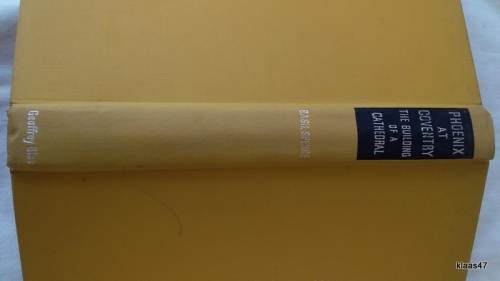 PHOENIX
AT
COVENTRY
THE BUILDING
OF A
CATHEDRAL
BASIL SPENCE
Geoffrey Bles
klaas47